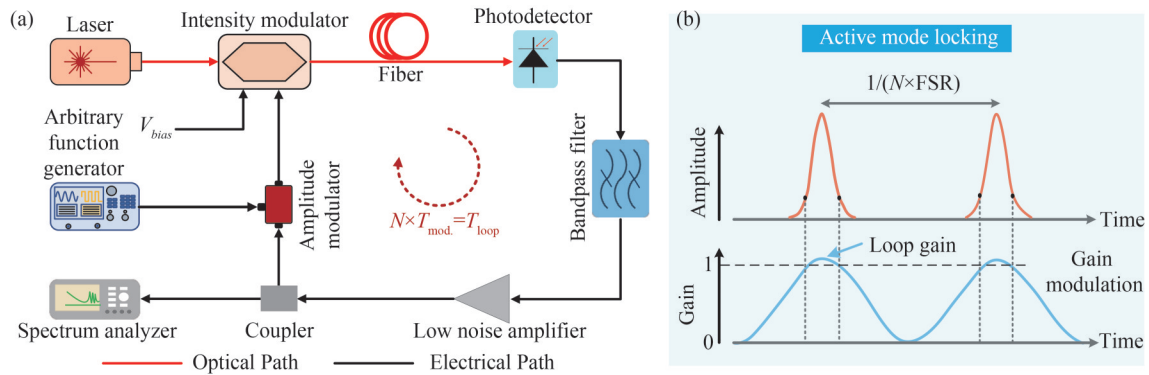 (a)
Laser
Intensity modulator
Fiber
Photodetector
Arbitrary
function
generator
V_bias
Amplitude
modulator
N×T_mod.=T_loop
Bandpass filter
Spectrum analyzer
Coupler
Low noise amplifier
Optical Path
Electrical Path
(b)
Active mode locking
1/(N×FSR)
Amplitude
Time
Loop gain
1
Gain
modulation
Gain
0
Time